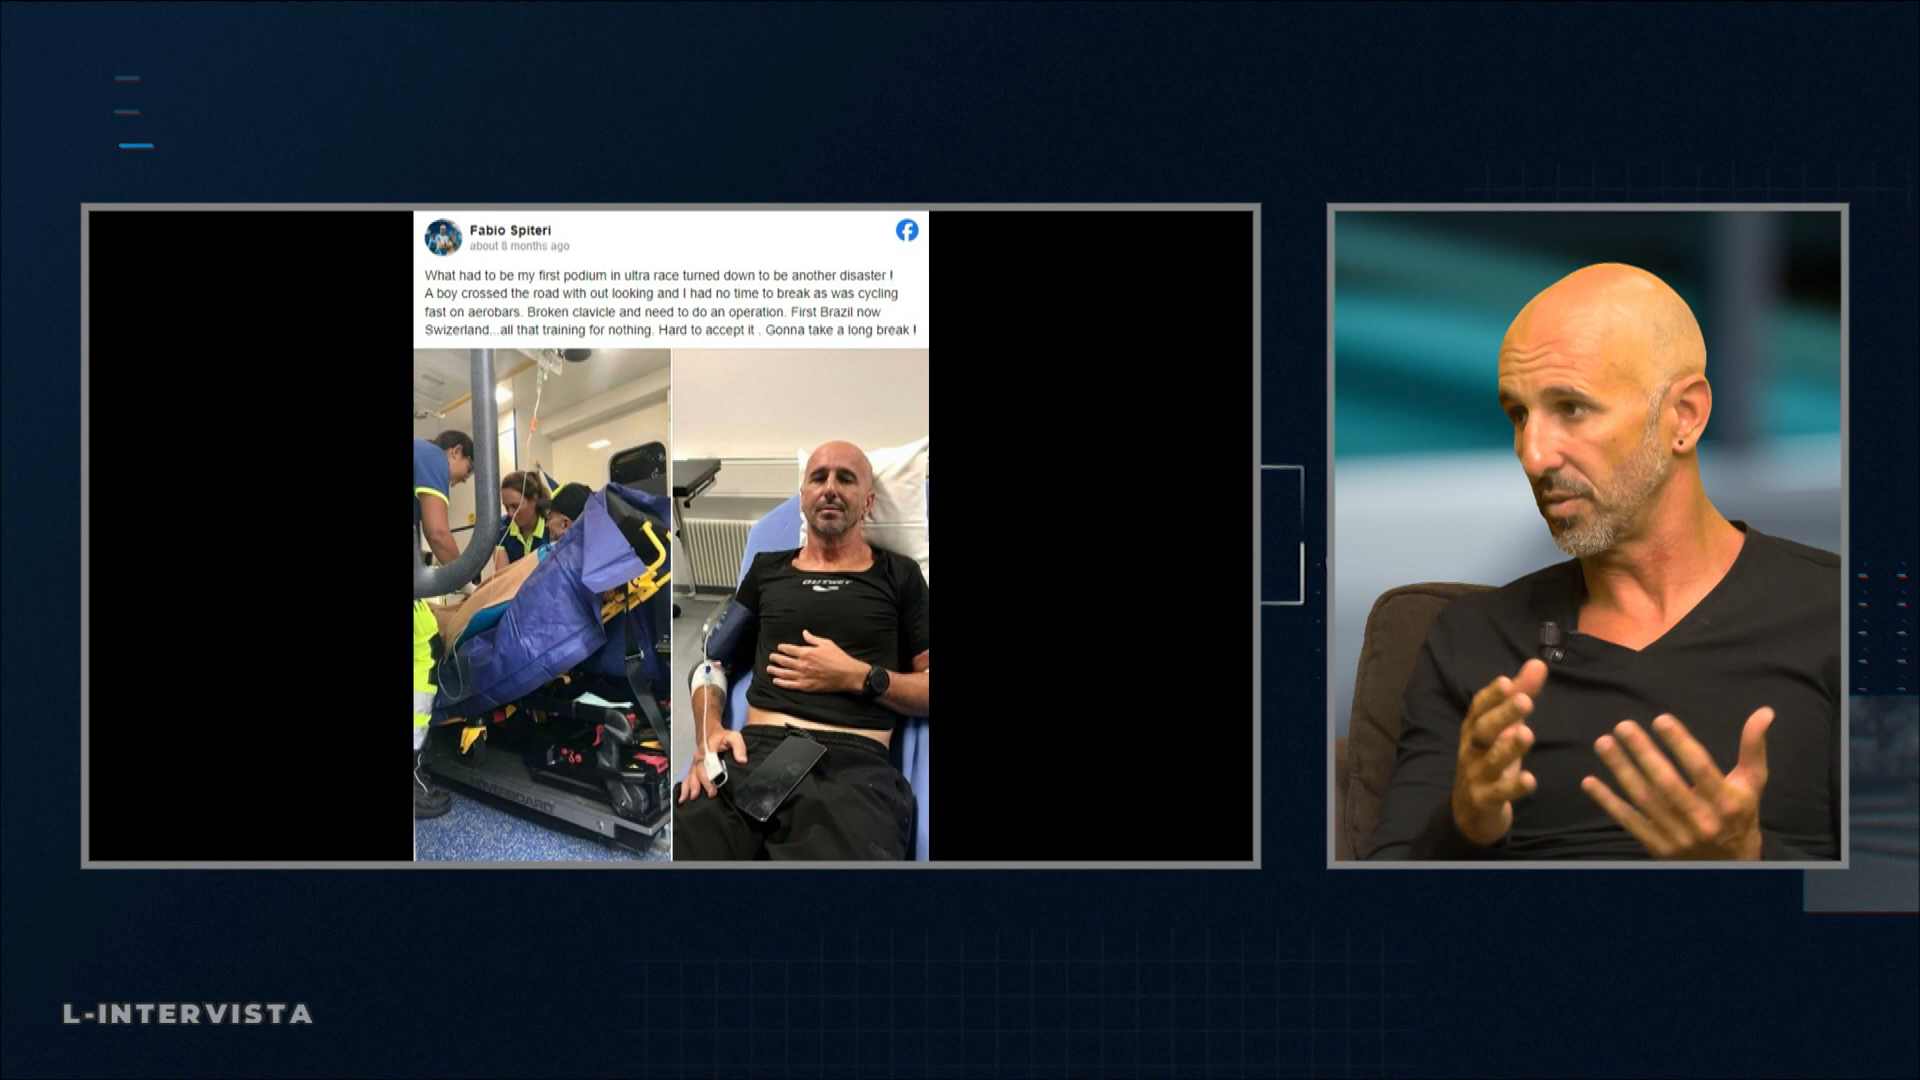 Fabio Spiteri
about 8 months ago
What had to be my first podium in ultra race turned down to be another disaster !
A boy crossed the road with out looking and I had no time to break as was cycling
fast on aerobars. Broken clavicle and need to do an operation. First Brazil now
Swizerland...all that training for nothing. Hard to accept it . Gonna take a long break !
OUTWET
L-INTERVISTA